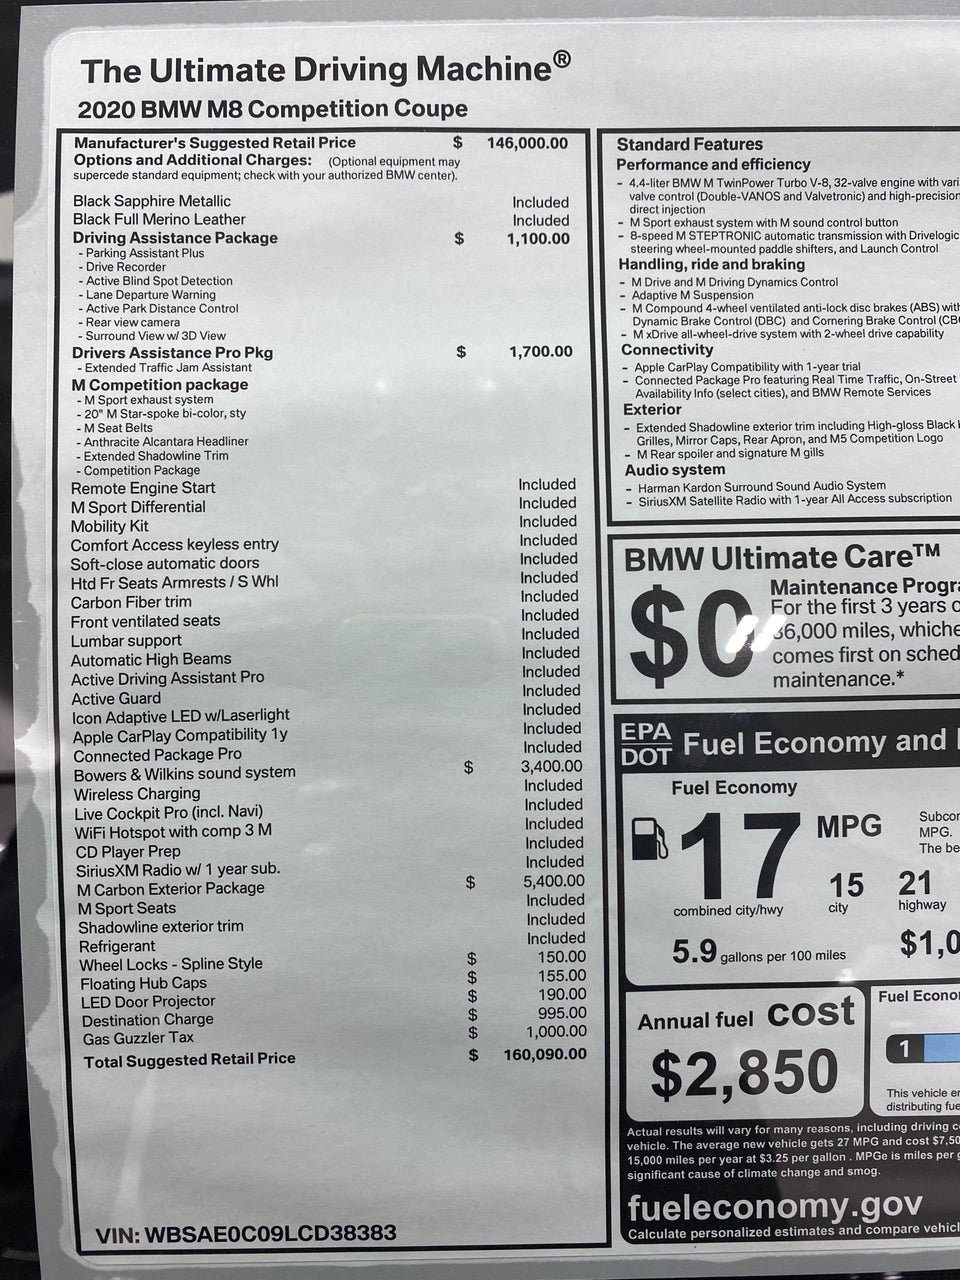 The Ultimate Driving Machine®
2020 BMW M8 Competition Coupe
Manufacturer's Suggested Retail Price $ 146,000.00
Options and Additional Charges: (Optional equipment may
supercede standard equipment; check with your authorized BMW center).
Black Sapphire Metallic Included
Black Full Merino Leather Included
Driving Assistance Package $ 1,100.00
- Parking Assistant Plus
- Drive Recorder
- Active Blind Spot Detection
- Lane Departure Warning
- Active Park Distance Control
- Rear view camera
- Surround View w/ 3D View
Drivers Assistance Pro Pkg $ 1,700.00
- Extended Traffic Jam Assistant
M Competition package
- M Sport exhaust system
- 20" M Star-spoke bi-color, sty
- M Seat Belts
- Anthracite Alcantara Headliner
- Extended Shadowline Trim
- Competition Package
Remote Engine Start Included
M Sport Differential Included
Mobility Kit Included
Comfort Access keyless entry Included
Soft-close automatic doors Included
Htd Fr Seats Armrests / S Whl Included
Carbon Fiber trim Included
Front ventilated seats Included
Lumbar support Included
Automatic High Beams Included
Active Driving Assistant Pro Included
Active Guard Included
Icon Adaptive LED w/Laserlight Included
Apple CarPlay Compatibility 1y Included
Connected Package Pro Included
Bowers & Wilkins sound system $ 3,400.00
Wireless Charging Included
Live Cockpit Pro (incl. Navi) Included
WiFi Hotspot with comp 3 M Included
CD Player Prep Included
SiriusXM Radio w/ 1 year sub. Included
M Carbon Exterior Package $ 5,400.00
M Sport Seats Included
Shadowline exterior trim Included
Refrigerant Included
Wheel Locks - Spline Style $ 150.00
Floating Hub Caps $ 155.00
LED Door Projector $ 190.00
Destination Charge $ 995.00
Gas Guzzler Tax $ 1,000.00
Total Suggested Retail Price $ 160,090.00
VIN: WBSAE0C09LCD38383
Standard Features
Performance and efficiency
- 4.4-liter BMW M TwinPower Turbo V-8, 32-valve engine with vari
valve control (Double-VANOS and Valvetronic) and high-precision
direct injection
- M Sport exhaust system with M sound control button
- 8-speed M STEPTRONIC automatic transmission with Drivelogic
steering wheel-mounted paddle shifters, and Launch Control
Handling, ride and braking
- M Drive and M Driving Dynamics Control
- Adaptive M Suspension
- M Compound 4-wheel ventilated anti-lock disc brakes (ABS) with
Dynamic Brake Control (DBC) and Cornering Brake Control (CBC
- M xDrive all-wheel-drive system with 2-wheel drive capability
Connectivity
- Apple CarPlay Compatibility with 1-year trial
- Connected Package Pro featuring Real Time Traffic, On-Street
Availability Info (select cities), and BMW Remote Services
Exterior
- Extended Shadowline exterior trim including High-gloss Black
Grilles, Mirror Caps, Rear Apron, and M5 Competition Logo
- M Rear spoiler and signature M gills
Audio system
- Harman Kardon Surround Sound Audio System
- SiriusXM Satellite Radio with 1-year All Access subscription
BMW Ultimate Care™
$0
Maintenance Progra
For the first 3 years o
36,000 miles, whiche
comes first on sched
maintenance.*
EPA
DOT Fuel Economy and
Fuel Economy
17 MPG
combined city/hwy
15
city
21
highway
Subcom
MPG.
The be
5.9 gallons per 100 miles
$1,0
Annual fuel cost
$2,850
Fuel Econo
1
This vehicle em
distributing fue
Actual results will vary for many reasons, including driving co
vehicle. The average new vehicle gets 27 MPG and cost $7,50
15,000 miles per year at $3.25 per gallon . MPGe is miles per g
significant cause of climate change and smog.
fueleconomy.gov
Calculate personalized estimates and compare vehicl